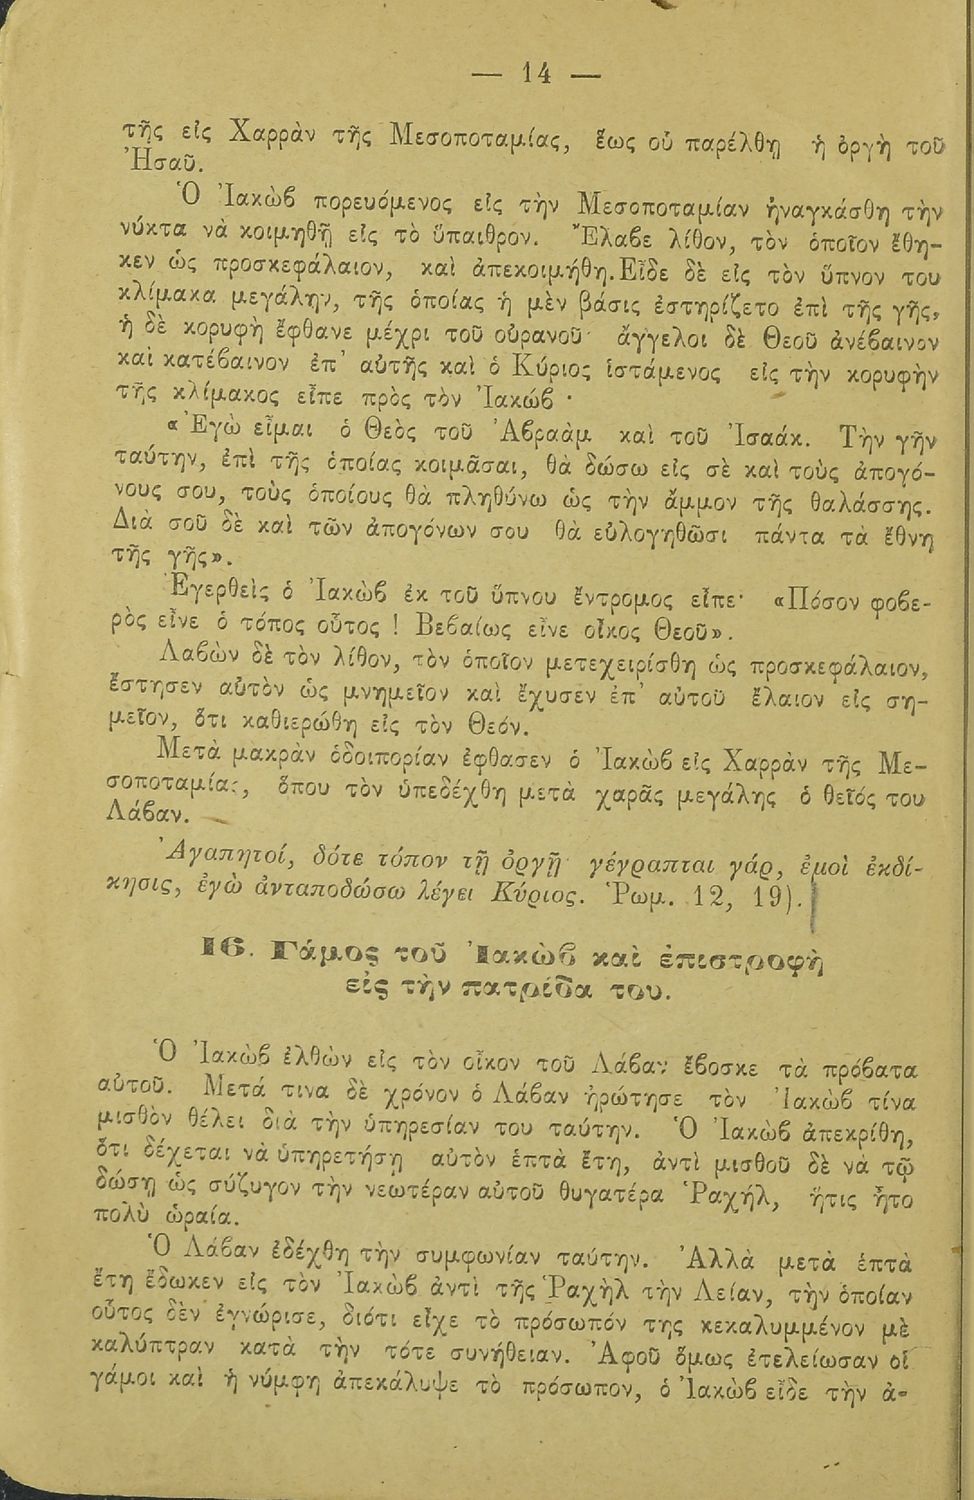 — 14 —
τῆς εἰς Χαρρὰν τῆς Μεσοποταμίας, ἕως οὗ παρέλθῃ ἡ ὀργὴ τοῦ
Ἡσαῦ.
Ὁ Ἰακὼβ πορευόμενος εἰς τὴν Μεσοποταμίαν ἠναγκάσθη τὴν
νύκτα νὰ κοιμηθῇ εἰς τὸ ὕπαιθρον. Ἔλαβε λίθον, τὸν ὁποῖον ἔθη-
κεν ὡς προσκεφάλαιον, καὶ ἀπεκοιμήθη. Εἶδε δὲ εἰς τὸν ὕπνον του
κλίμακα μεγάλην, τῆς ὁποίας ἡ μὲν βάσις ἐστηρίζετο ἐπὶ τῆς γῆς,
ἡ δὲ κορυφὴ ἔφθανε μέχρι τοῦ οὐρανοῦ· ἄγγελοι δὲ Θεοῦ ἀνέβαινον
καὶ κατέβαινον ἐπ' αὐτῆς καὶ ὁ Κύριος ἱστάμενος εἰς τὴν κορυφὴν
τῆς κλίμακος εἶπε πρὸς τὸν Ἰακώβ·
«Ἐγὼ εἶμαι ὁ Θεὸς τοῦ Ἀβραὰμ καὶ τοῦ Ἰσαάκ. Τὴν γῆν
ταύτην, ἐπὶ τῆς ὁποίας κοιμᾶσαι, θὰ δώσω εἰς σὲ καὶ τοὺς ἀπογό-
νους σου, τοὺς ὁποίους θὰ πληθύνω ὡς τὴν ἄμμον τῆς θαλάσσης.
Διὰ σοῦ δὲ καὶ τῶν ἀπογόνων σου θὰ εὐλογηθῶσι πάντα τὰ ἔθνη
τῆς γῆς».
Ἐγερθεὶς ὁ Ἰακὼβ ἐκ τοῦ ὕπνου ἔντρομος εἶπε· «Πόσον φοβε-
ρὸς εἶνε ὁ τόπος οὗτος! Βεβαίως εἶνε οἶκος Θεοῦ».
Λαβὼν δὲ τὸν λίθον, τὸν ὁποῖον μετεχειρίσθη ὡς προσκεφάλαιον,
ἔστησεν αὐτὸν ὡς μνημεῖον καὶ ἔχυσεν ἐπ' αὐτοῦ ἔλαιον εἰς ση-
μεῖον, ὅτι καθιερώθη εἰς τὸν Θεόν.
Μετὰ μακρὰν ὁδοιπορίαν ἔφθασεν ὁ Ἰακὼβ εἰς Χαρρὰν τῆς Με-
σοποταμίας, ὅπου τὸν ὑπεδέχθη μετὰ χαρᾶς μεγάλης ὁ θεῖός του
Λάβαν.
Ἀγαπητοί, δότε τόπον τῇ ὀργῇ· γέγραπται γάρ, ἐμοὶ ἐκδί-
κησις, ἐγὼ ἀνταποδώσω λέγει Κύριος. Ῥωμ. 12, 19).
16. Γάμος τοῦ Ἰακὼβ καὶ ἐπιστροφὴ
εἰς τὴν πατρίδα του.
Ὁ Ἰακὼβ ἐλθὼν εἰς τὸν οἶκον τοῦ Λάβαν ἔβοσκε τὰ πρόβατα
αὐτοῦ. Μετά τινα δὲ χρόνον ὁ Λάβαν ἠρώτησε τὸν Ἰακὼβ τίνα
μισθὸν θέλει διὰ τὴν ὑπηρεσίαν του ταύτην. Ὁ Ἰακὼβ ἀπεκρίθη,
ὅτι δέχεται νὰ ὑπηρετήσῃ αὐτὸν ἑπτὰ ἔτη, ἀντὶ μισθοῦ δὲ νὰ τῷ
δώσῃ ὡς σύζυγον τὴν νεωτέραν αὐτοῦ θυγατέρα Ῥαχήλ, ἥτις ἦτο
πολὺ ὡραία.
Ὁ Λάβαν ἐδέχθη τὴν συμφωνίαν ταύτην. Ἀλλὰ μετὰ ἑπτὰ
ἔτη ἔδωκεν εἰς τὸν Ἰακὼβ ἀντὶ τῆς Ῥαχὴλ τὴν Λείαν, τὴν ὁποίαν
οὗτος δὲν ἐγνώρισε, διότι εἶχε τὸ πρόσωπόν της κεκαλυμμένον μὲ
καλύπτραν κατὰ τὴν τότε συνήθειαν. Ἀφοῦ ὅμως ἐτελείωσαν οἱ
γάμοι καὶ ἡ νύμφη ἀπεκάλυψε τὸ πρόσωπον, ὁ Ἰακὼβ εἶδε τὴν ἀ-